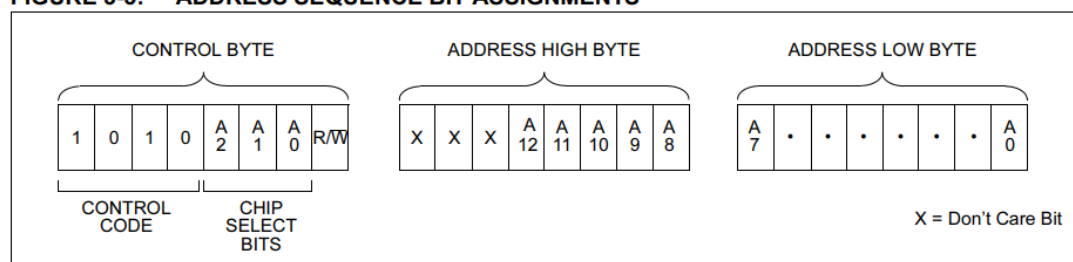 FIGURE 3-3: ADDRESS SEQUENCE BIT ASSIGNMENTS
CONTROL BYTE ADDRESS HIGH BYTE ADDRESS LOW BYTE
1 0 1 0 A2 A1 A0 R/W̅ X X X A12 A11 A10 A9 A8 A7 • • • • • • A0
CONTROL CODE
CHIP SELECT BITS
X = Don't Care Bit